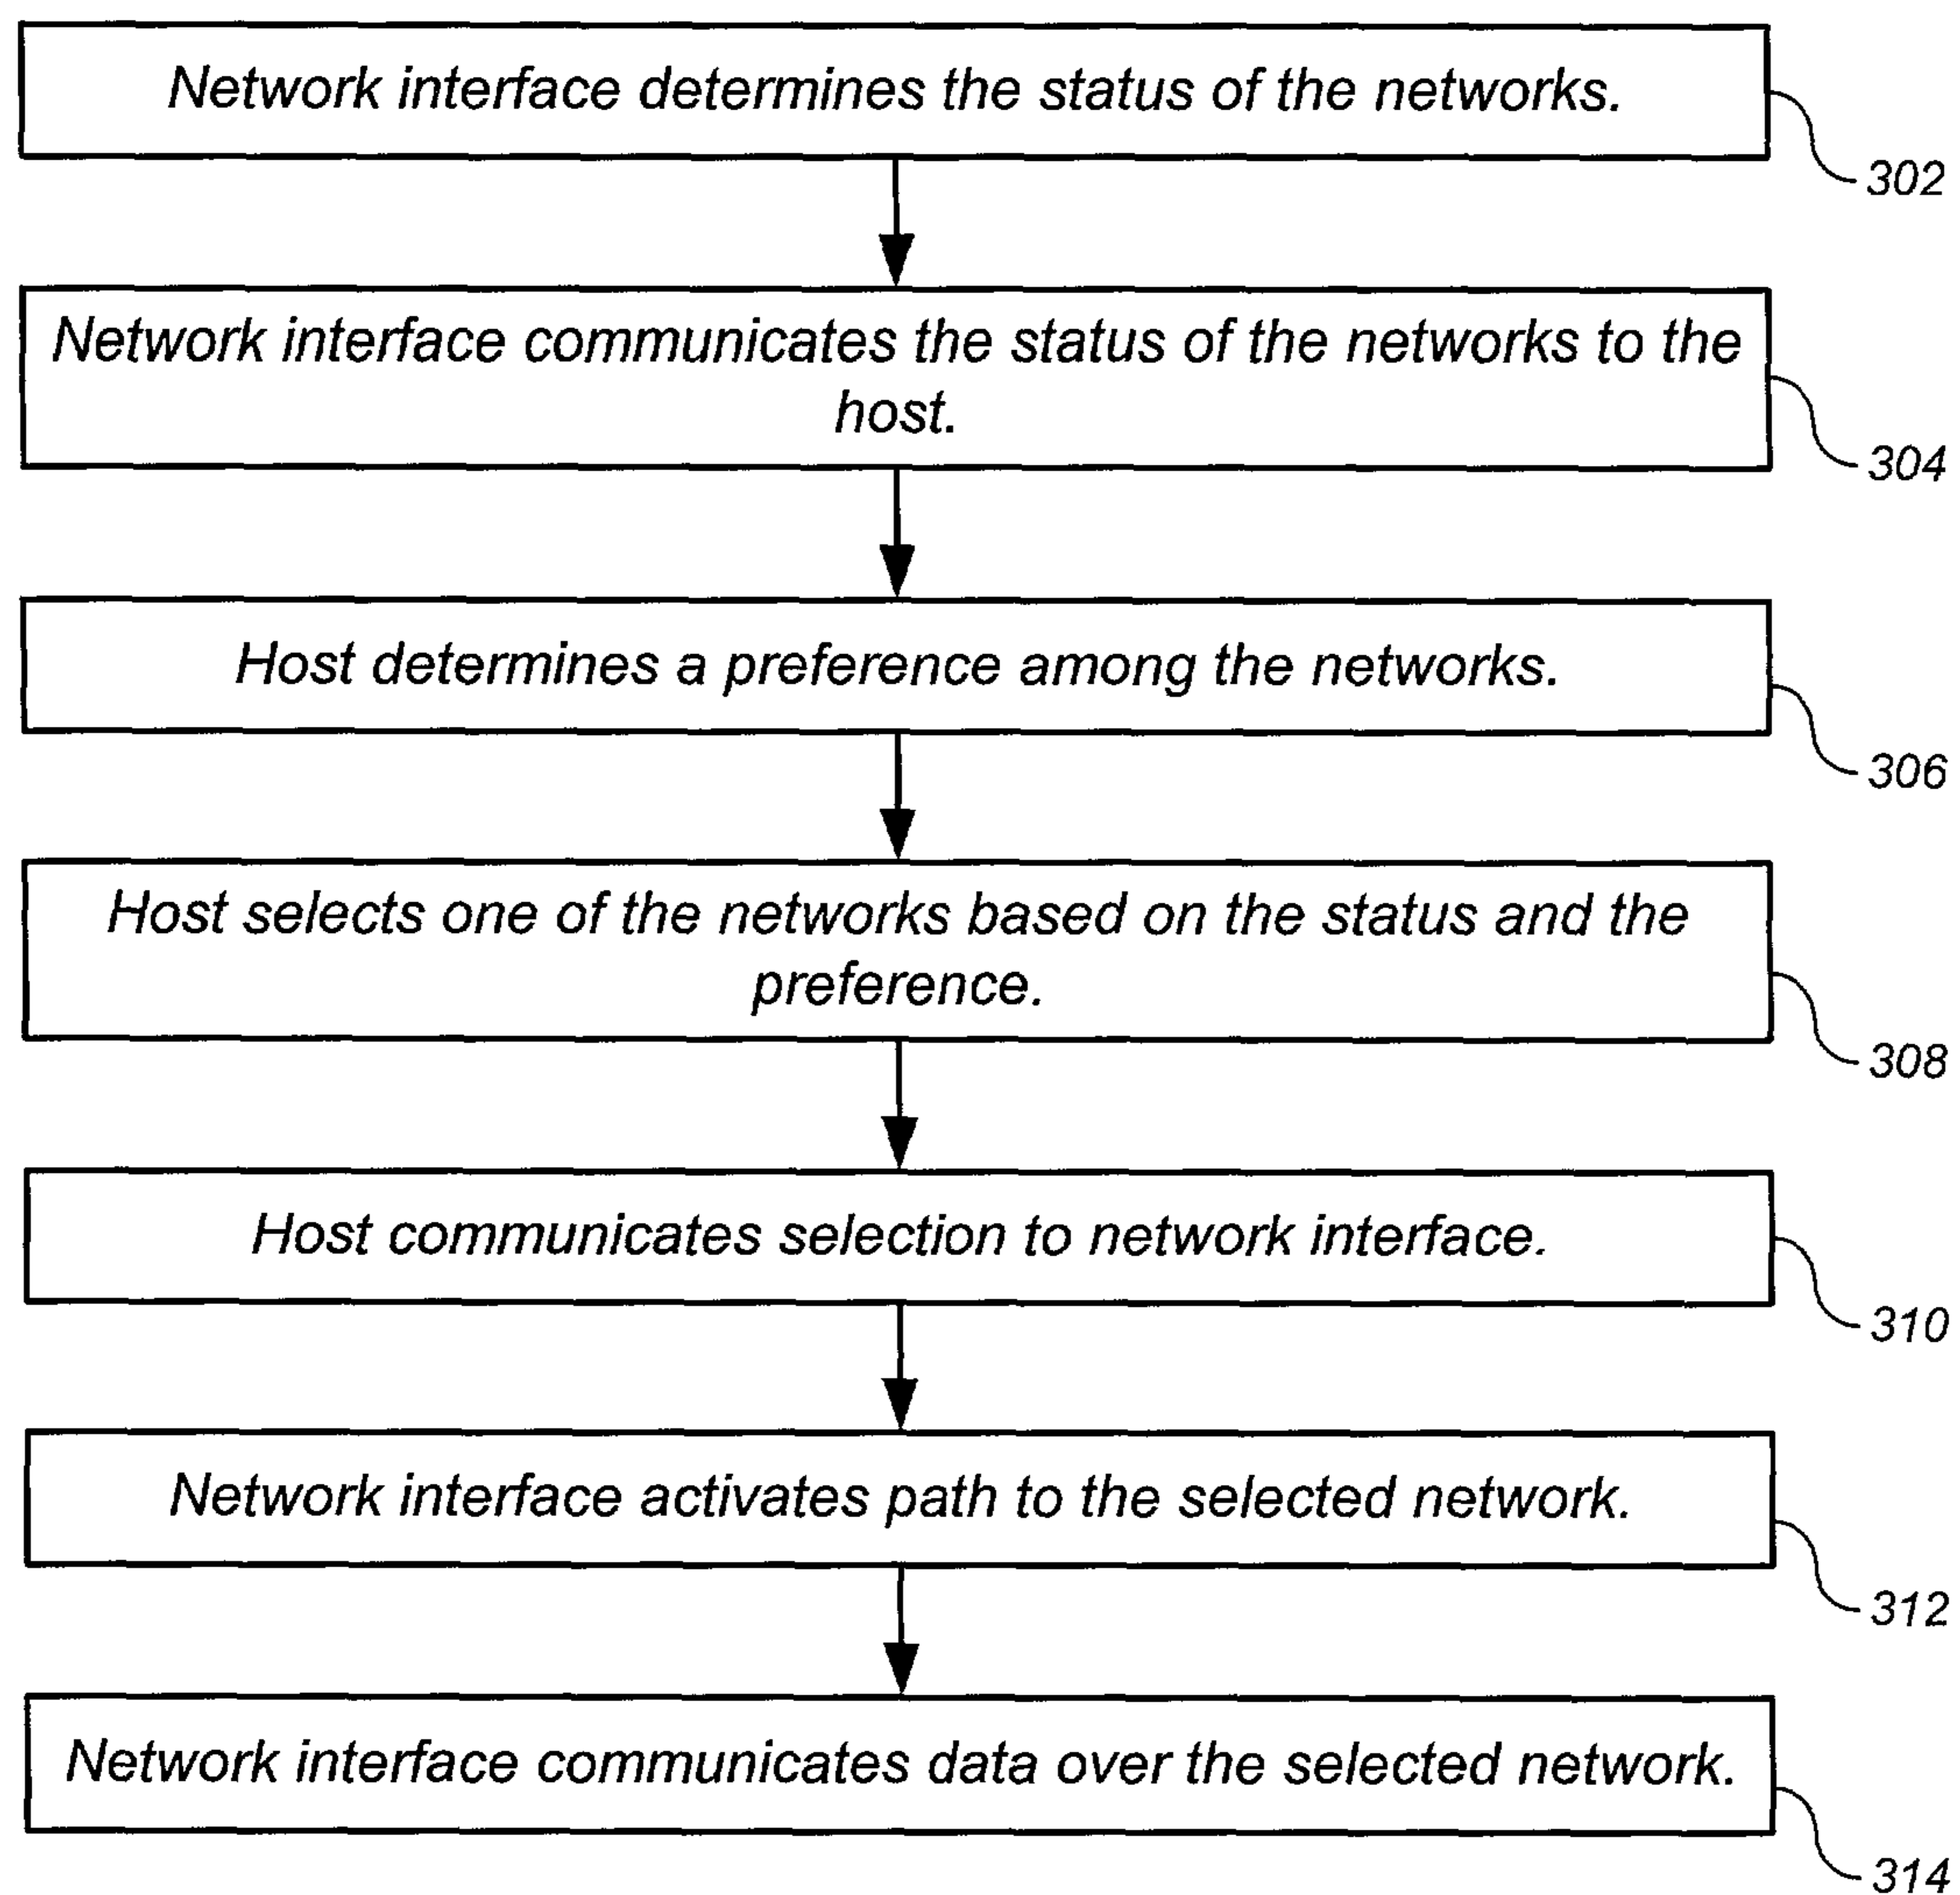 Network interface determines the status of the networks.
302
Network interface communicates the status of the networks to the
host.
304
Host determines a preference among the networks.
306
Host selects one of the networks based on the status and the
preference.
308
Host communicates selection to network interface.
310
Network interface activates path to the selected network.
312
Network interface communicates data over the selected network.
314